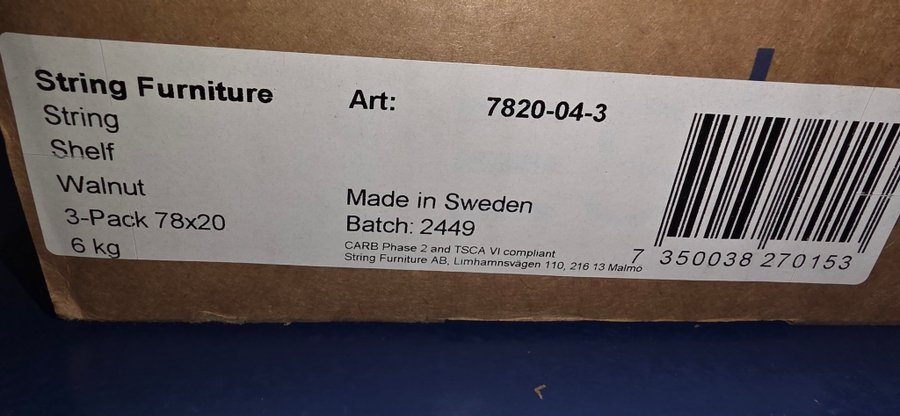 String Furniture
String
Shelf
Walnut
3-Pack 78x20
6 kg
Art: 7820-04-3
Made in Sweden
Batch: 2449
CARB Phase 2 and TSCA VI compliant
String Furniture AB, Limhamnsvägen 110, 216 13 Malmö
7 350038 270153